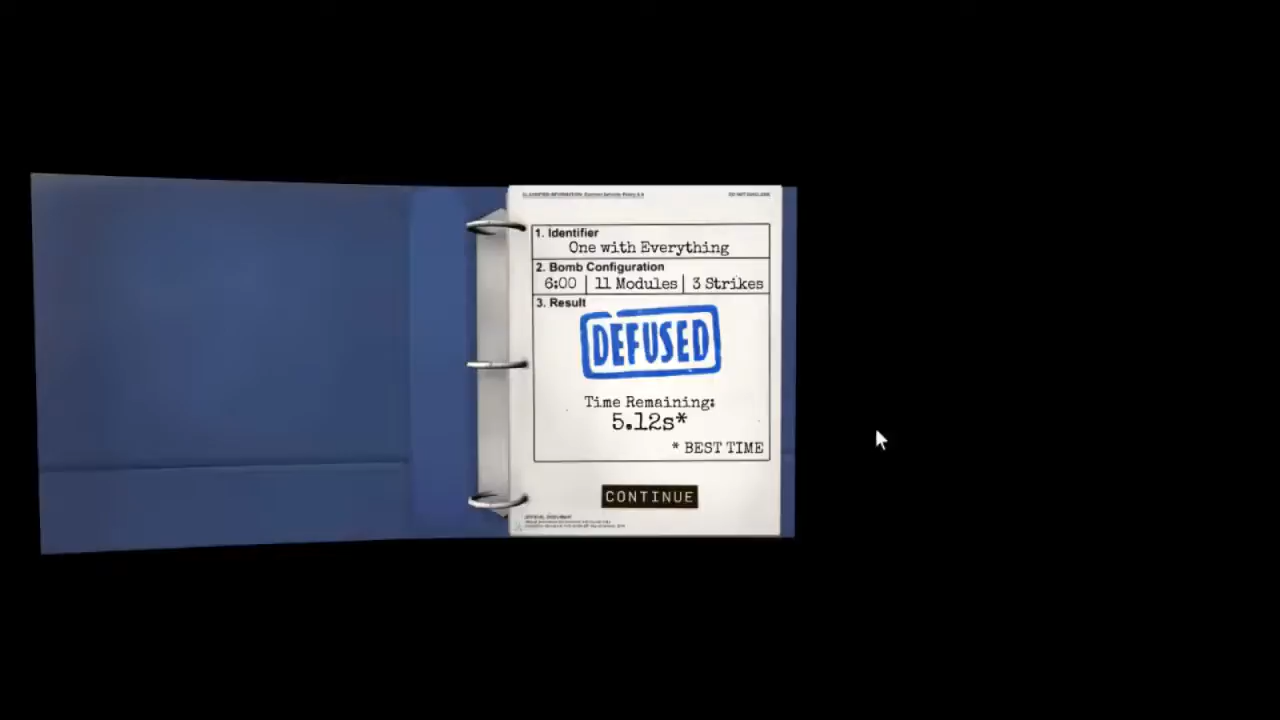 1. Identifier
One with Everything
2. Bomb Configuration
6:00 | 11 Modules | 3 Strikes
3. Result
DEFUSED
Time Remaining:
5.12s*
* BEST TIME
CONTINUE